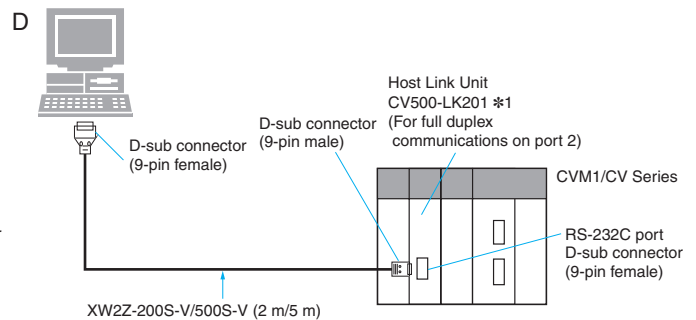 D
Host Link Unit
CV500-LK201 ✻1
(For full duplex
communications on port 2)
D-sub connector
(9-pin male)
D-sub connector
(9-pin female)
CVM1/CV Series
RS-232C port
D-sub connector
(9-pin female)
XW2Z-200S-V/500S-V (2 m/5 m)